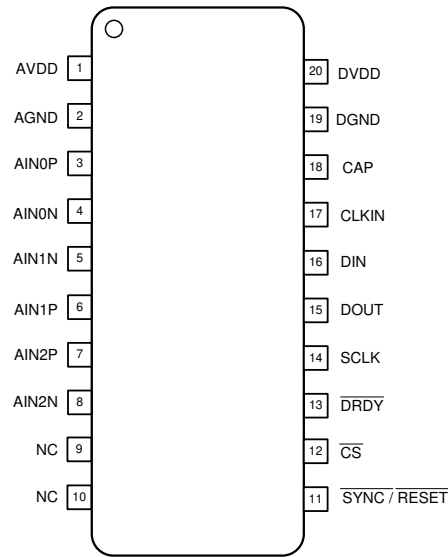 AVDD 1
AGND 2
AIN0P 3
AIN0N 4
AIN1N 5
AIN1P 6
AIN2P 7
AIN2N 8
NC 9
NC 10
20 DVDD
19 DGND
18 CAP
17 CLKIN
16 DIN
15 DOUT
14 SCLK
13 DRDY
12 CS
11 SYNC / RESET